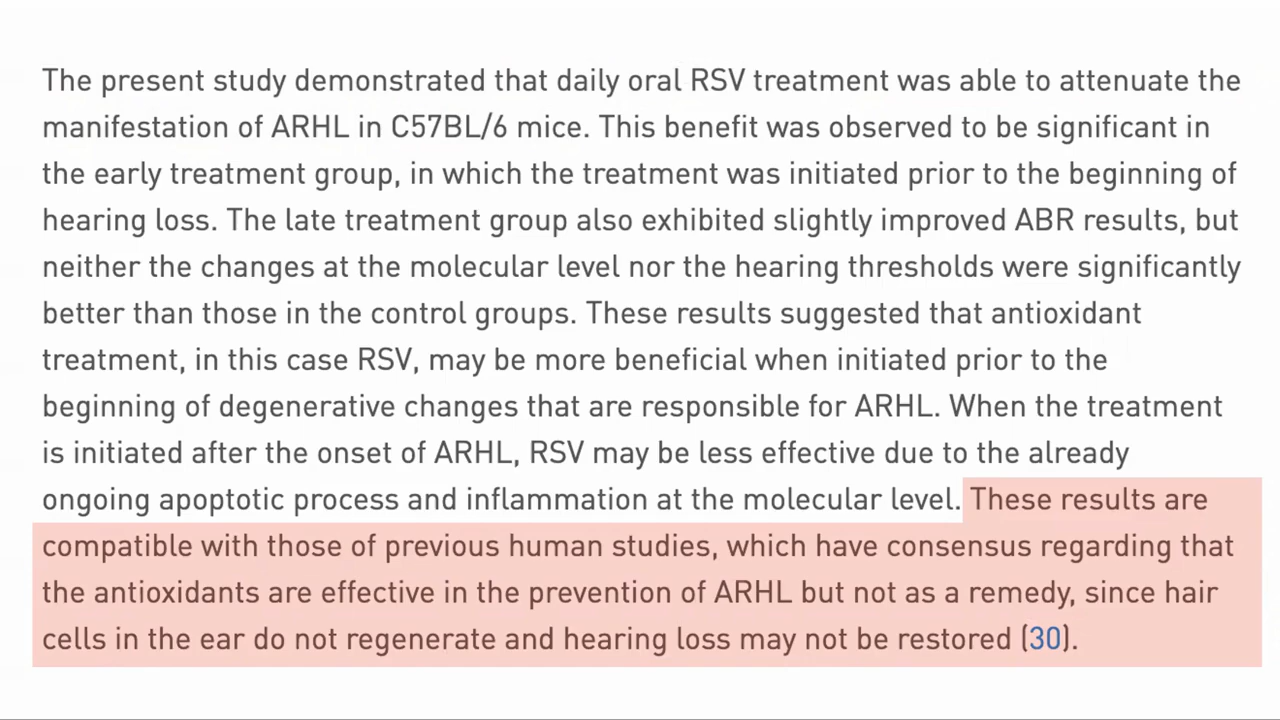 The present study demonstrated that daily oral RSV treatment was able to attenuate the
manifestation of ARHL in C57BL/6 mice. This benefit was observed to be significant in
the early treatment group, in which the treatment was initiated prior to the beginning of
hearing loss. The late treatment group also exhibited slightly improved ABR results, but
neither the changes at the molecular level nor the hearing thresholds were significantly
better than those in the control groups. These results suggested that antioxidant
treatment, in this case RSV, may be more beneficial when initiated prior to the
beginning of degenerative changes that are responsible for ARHL. When the treatment
is initiated after the onset of ARHL, RSV may be less effective due to the already
ongoing apoptotic process and inflammation at the molecular level. These results are
compatible with those of previous human studies, which have consensus regarding that
the antioxidants are effective in the prevention of ARHL but not as a remedy, since hair
cells in the ear do not regenerate and hearing loss may not be restored (30).